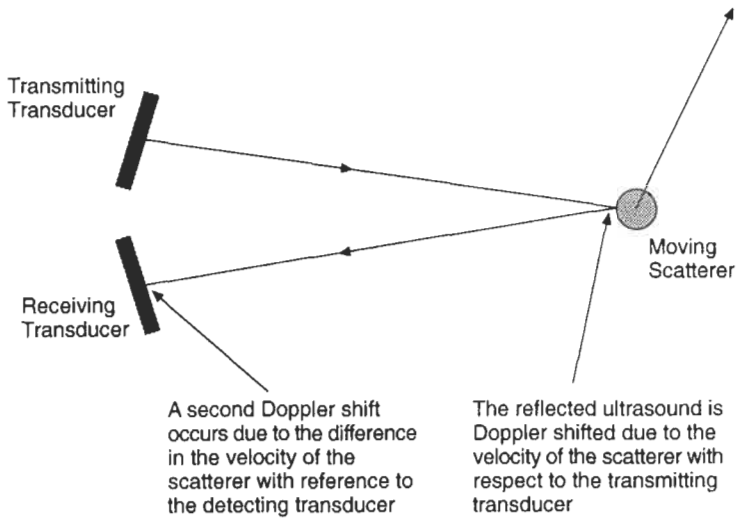 Transmitting
Transducer
Moving
Scatterer
Receiving
Transducer
A second Doppler shift
occurs due to the difference
in the velocity of the
scatterer with reference to
the detecting transducer
The reflected ultrasound is
Doppler shifted due to the
velocity of the scatterer with
respect to the transmitting
transducer